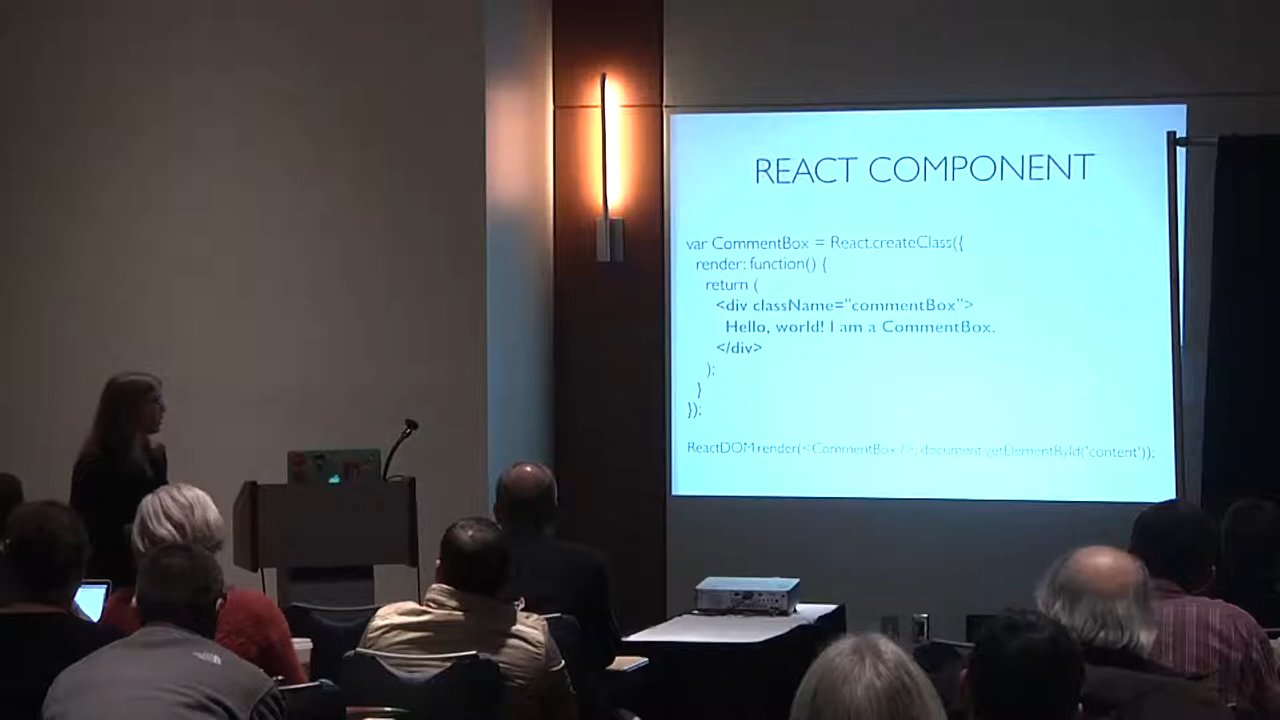 REACT COMPONENT
var CommentBox = React.createClass({
render: function() {
return (
<div className="commentBox">
Hello, world! I am a CommentBox.
</div>
);
}
});
ReactDOM.render(<CommentBox />, document.getElementById('content'));